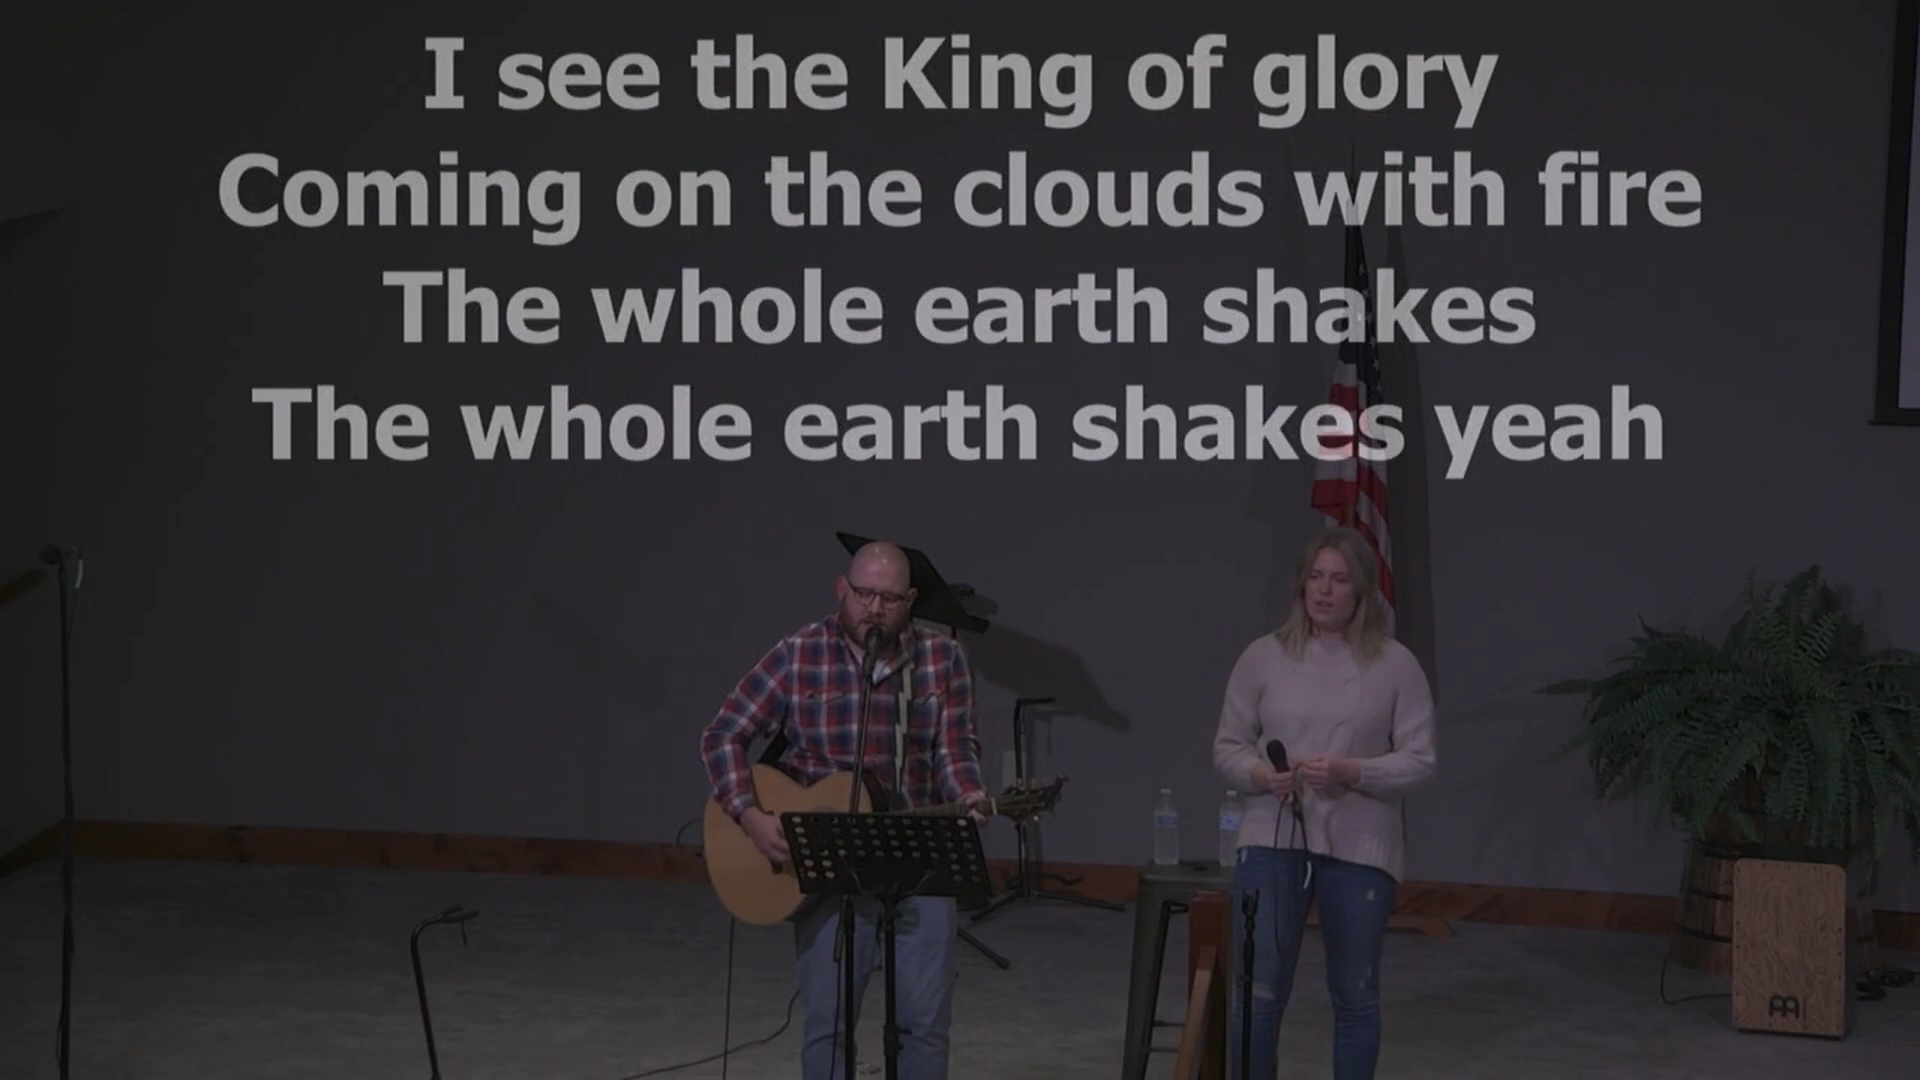 I see the King of glory
Coming on the clouds with fire
The whole earth shakes
The whole earth shakes yeah